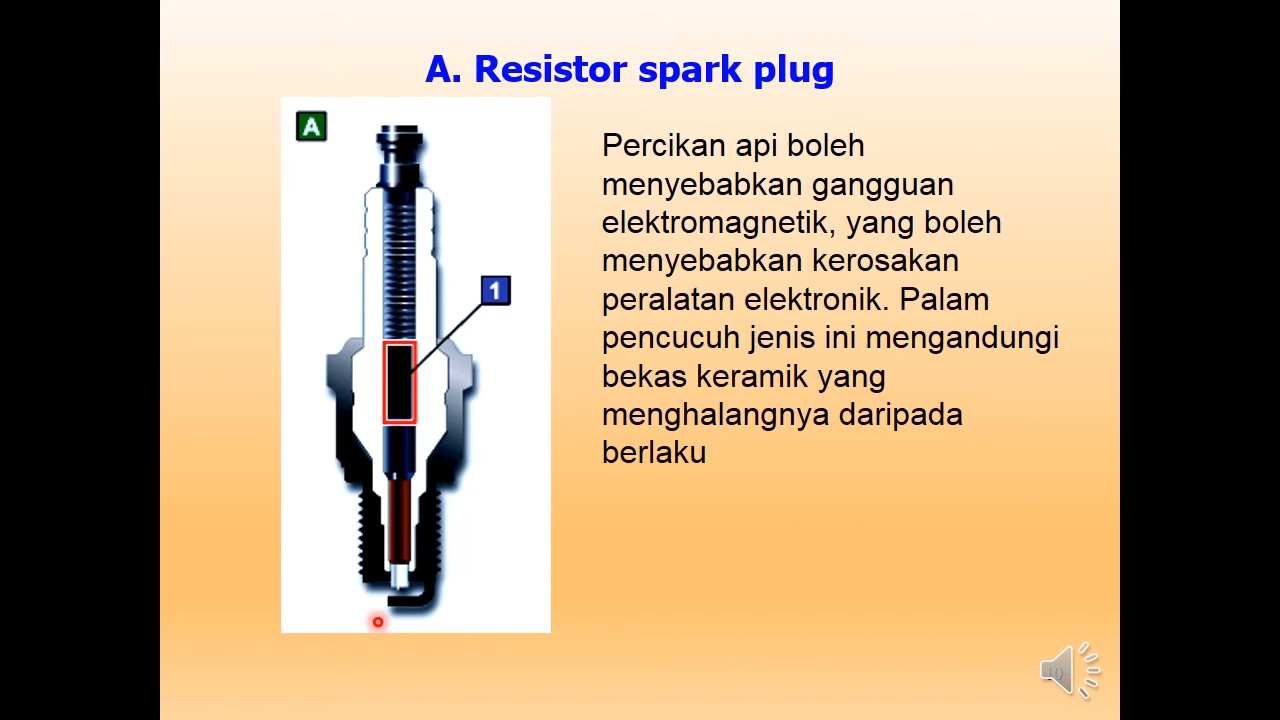 A. Resistor spark plug
A
1
Percikan api boleh
menyebabkan gangguan
elektromagnetik, yang boleh
menyebabkan kerosakan
peralatan elektronik. Palam
pencucuh jenis ini mengandungi
bekas keramik yang
menghalangnya daripada
berlaku
10